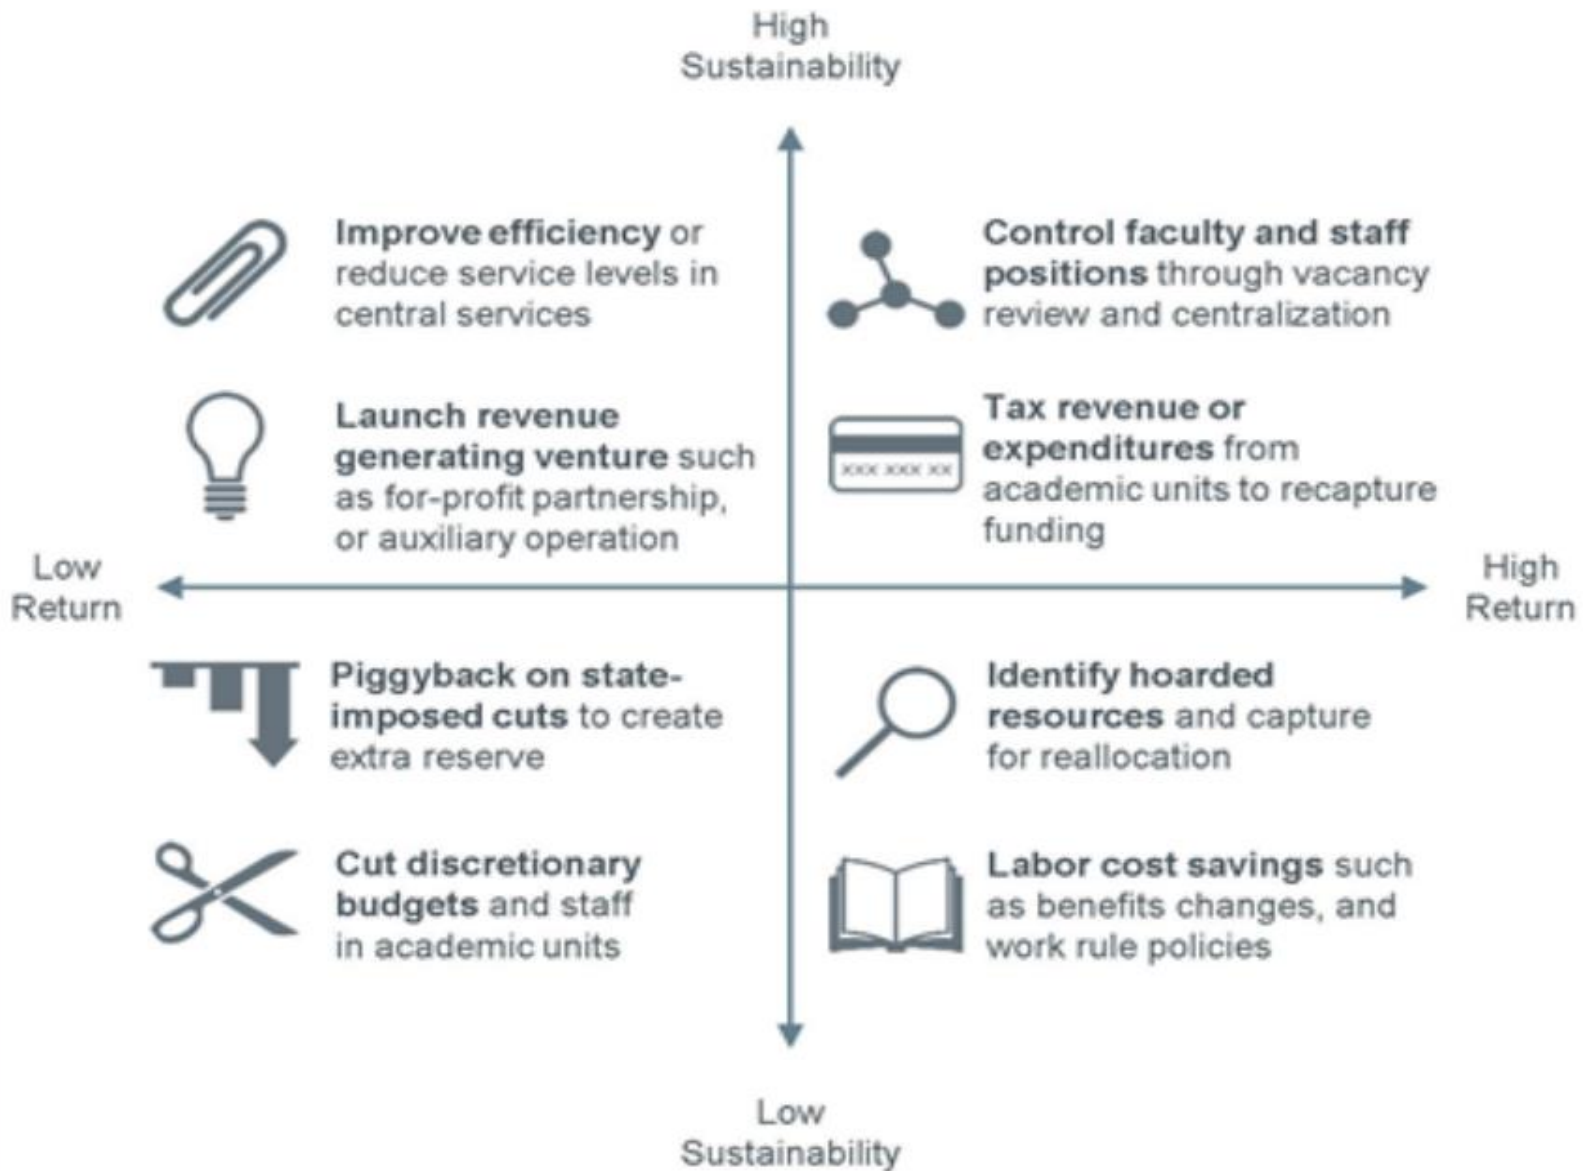 High
Sustainability
Improve efficiency or
reduce service levels in
central services
Control faculty and staff
positions through vacancy
review and centralization
Launch revenue
generating venture such
as for-profit partnership,
or auxiliary operation
Tax revenue or
expenditures from
academic units to recapture
funding
xxx xxx xx
Low
Return
High
Return
Piggyback on state-
imposed cuts to create
extra reserve
Identify hoarded
resources and capture
for reallocation
Cut discretionary
budgets and staff
in academic units
Labor cost savings such
as benefits changes, and
work rule policies
Low
Sustainability